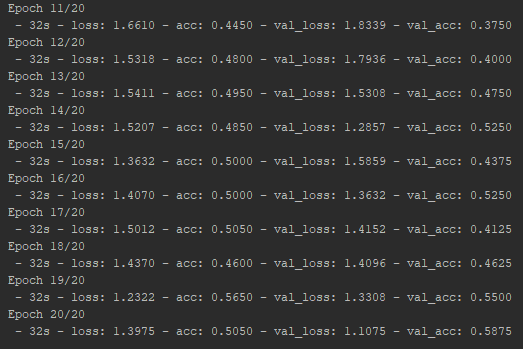 Epoch 11/20
- 32s - loss: 1.6610 - acc: 0.4450 - val_loss: 1.8339 - val_acc: 0.3750
Epoch 12/20
- 32s - loss: 1.5318 - acc: 0.4800 - val_loss: 1.7936 - val_acc: 0.4000
Epoch 13/20
- 32s - loss: 1.5411 - acc: 0.4950 - val_loss: 1.5308 - val_acc: 0.4750
Epoch 14/20
- 32s - loss: 1.5207 - acc: 0.4850 - val_loss: 1.2857 - val_acc: 0.5250
Epoch 15/20
- 32s - loss: 1.3632 - acc: 0.5000 - val_loss: 1.5859 - val_acc: 0.4375
Epoch 16/20
- 32s - loss: 1.4070 - acc: 0.5000 - val_loss: 1.3632 - val_acc: 0.5250
Epoch 17/20
- 32s - loss: 1.5012 - acc: 0.5050 - val_loss: 1.4152 - val_acc: 0.4125
Epoch 18/20
- 32s - loss: 1.4370 - acc: 0.4600 - val_loss: 1.4096 - val_acc: 0.4625
Epoch 19/20
- 32s - loss: 1.2322 - acc: 0.5650 - val_loss: 1.3308 - val_acc: 0.5500
Epoch 20/20
- 32s - loss: 1.3975 - acc: 0.5050 - val_loss: 1.1075 - val_acc: 0.5875